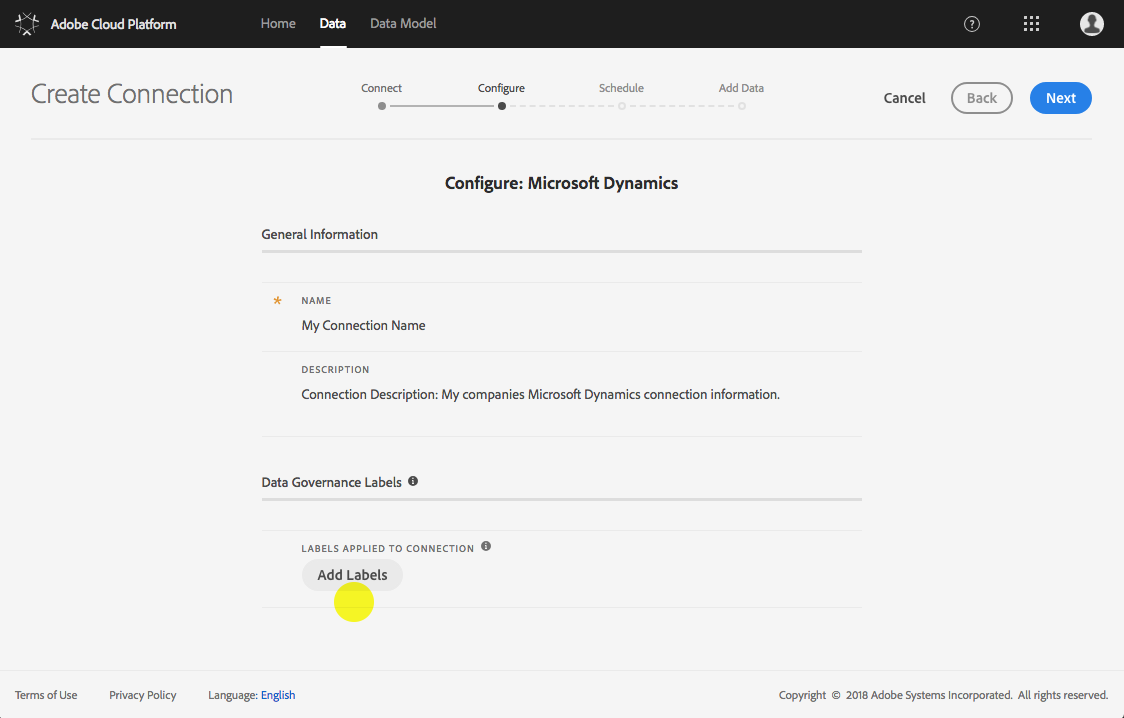 Adobe Cloud Platform Home Data Data Model ?
Create Connection
Connect Configure Schedule Add Data
Cancel Back Next
Configure: Microsoft Dynamics
General Information
* NAME
My Connection Name
DESCRIPTION
Connection Description: My companies Microsoft Dynamics connection information.
Data Governance Labels i
LABELS APPLIED TO CONNECTION i
Add Labels
Terms of Use Privacy Policy Language: English Copyright © 2018 Adobe Systems Incorporated. All rights reserved.